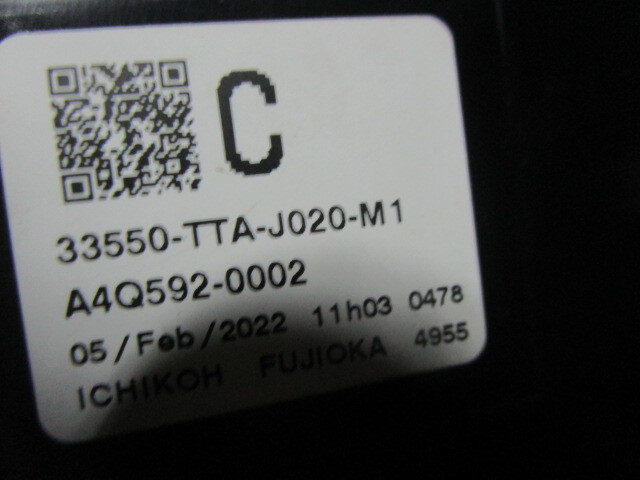 C
33550-TTA-J020-M1
A4Q592-0002
05/Feb/2022 11h03 0478
ICHIKOH FUJIOKA 4955